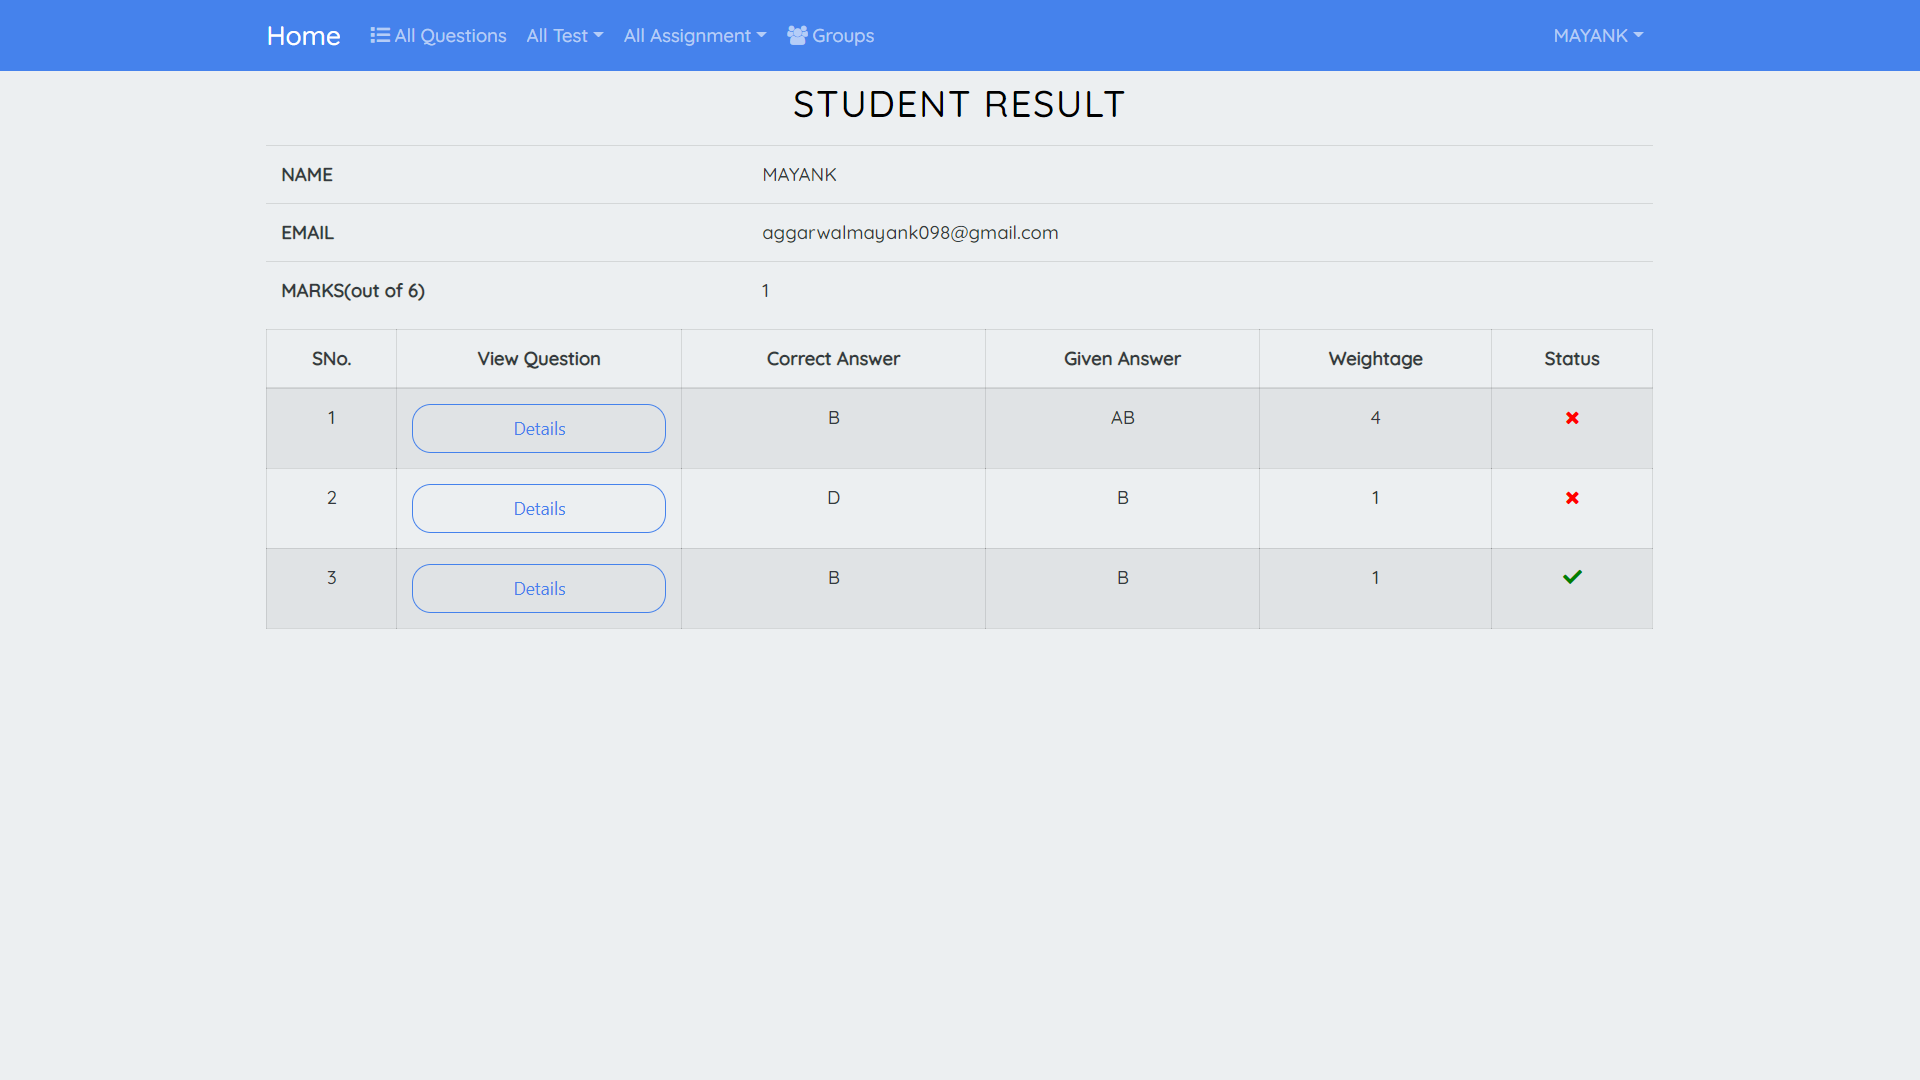 Home All Questions All Test All Assignment Groups MAYANK
STUDENT RESULT
NAME MAYANK
EMAIL aggarwalmayank098@gmail.com
MARKS(out of 6) 1
SNo. View Question Correct Answer Given Answer Weightage Status
1 Details B AB 4
2 Details D B 1
3 Details B B 1